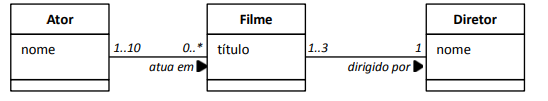 Ator
nome
1..10
0..*
atua em
Filme
título
1..3
1
dirigido por
Diretor
nome